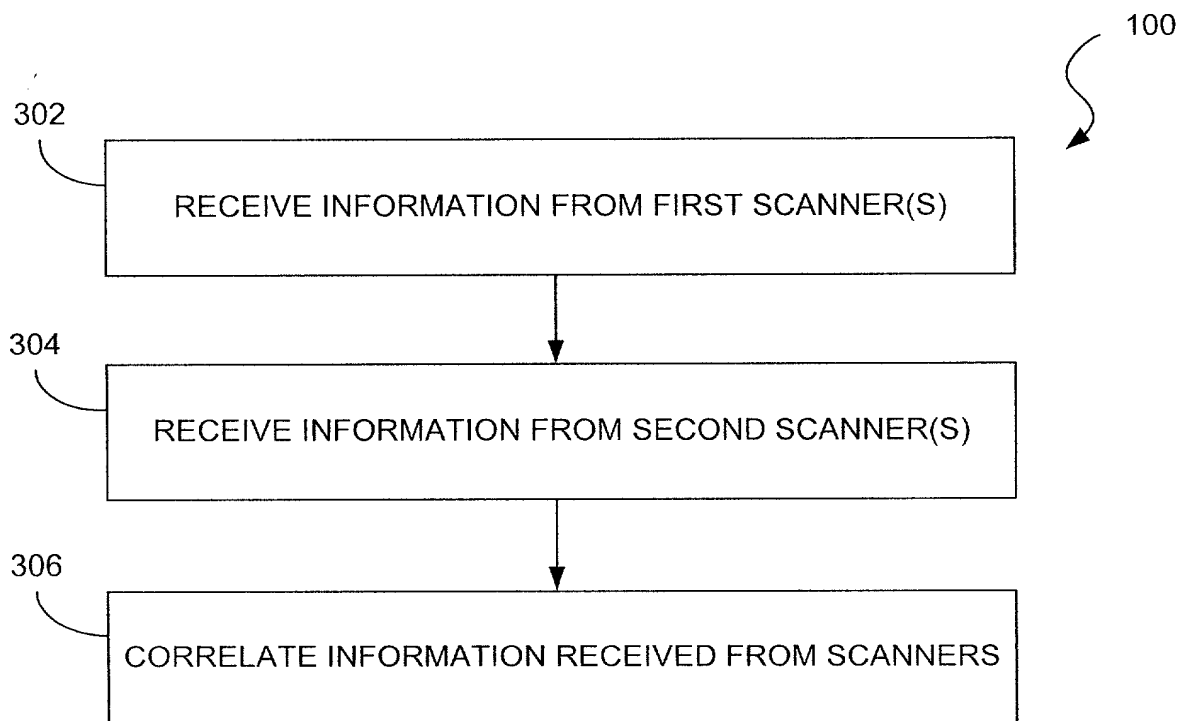 100
302
RECEIVE INFORMATION FROM FIRST SCANNER(S)
304
RECEIVE INFORMATION FROM SECOND SCANNER(S)
306
CORRELATE INFORMATION RECEIVED FROM SCANNERS